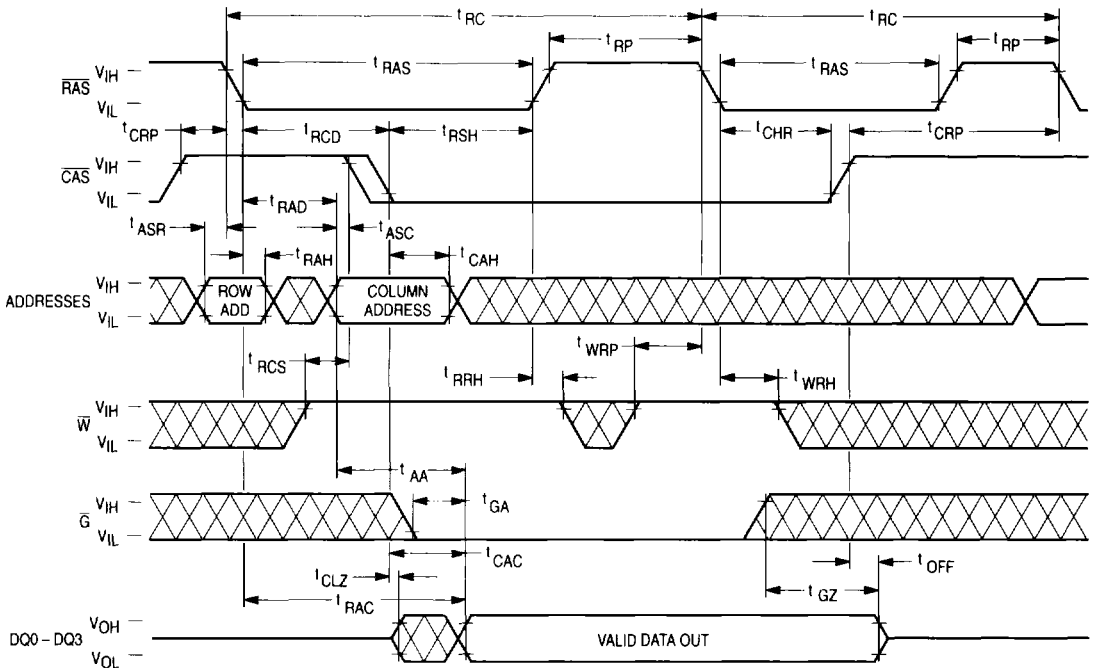 tRC tRC
tRP tRP
RAS VIH tRAS tRAS
VIL
tCRP tRCD tRSH tCHR tCRP
CAS VIH
VIL
tRAD
tASR tASC
tRAH tCAH
ADDRESSES VIH ROW ADD COLUMN ADDRESS
VIL
tRCS tRRH tWRP tWRH
W VIH
VIL
tAA
G VIH tGA
VIL
tCAC
tCLZ tOFF
tRAC tGZ
DQ0 – DQ3 VOH VALID DATA OUT
VOL